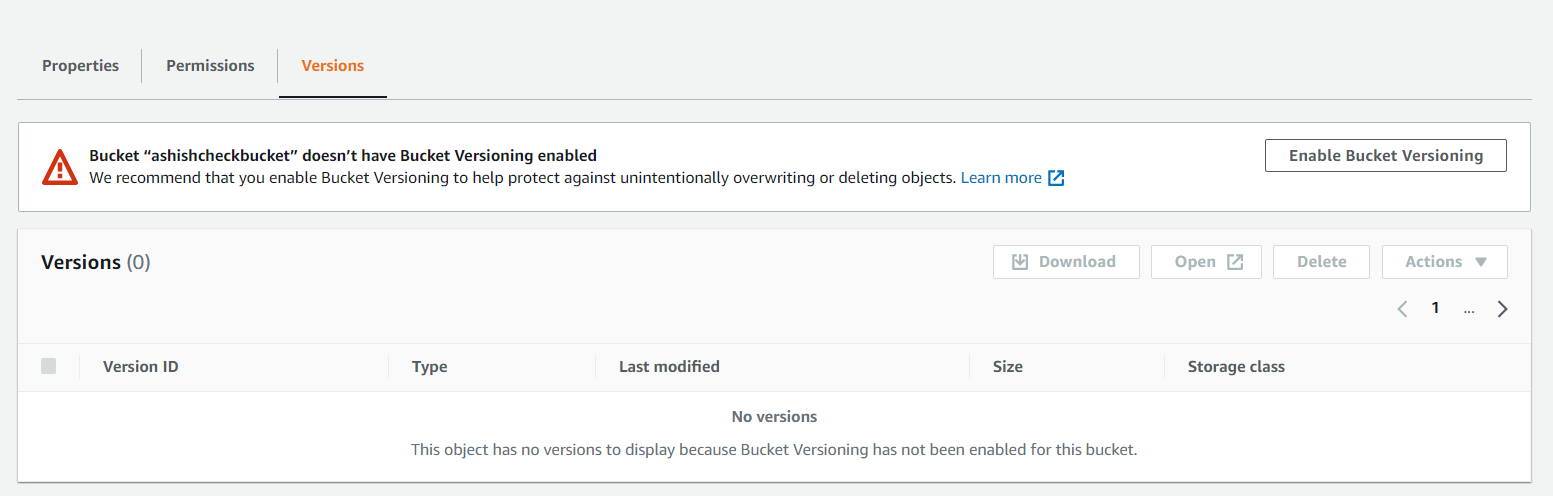 Properties Permissions Versions
Bucket “ashishcheckbucket” doesn’t have Bucket Versioning enabled
Enable Bucket Versioning
We recommend that you enable Bucket Versioning to help protect against unintentionally overwriting or deleting objects. Learn more
Versions (0) Download Open Delete Actions
1 ...
Version ID Type Last modified Size Storage class
No versions
This object has no versions to display because Bucket Versioning has not been enabled for this bucket.